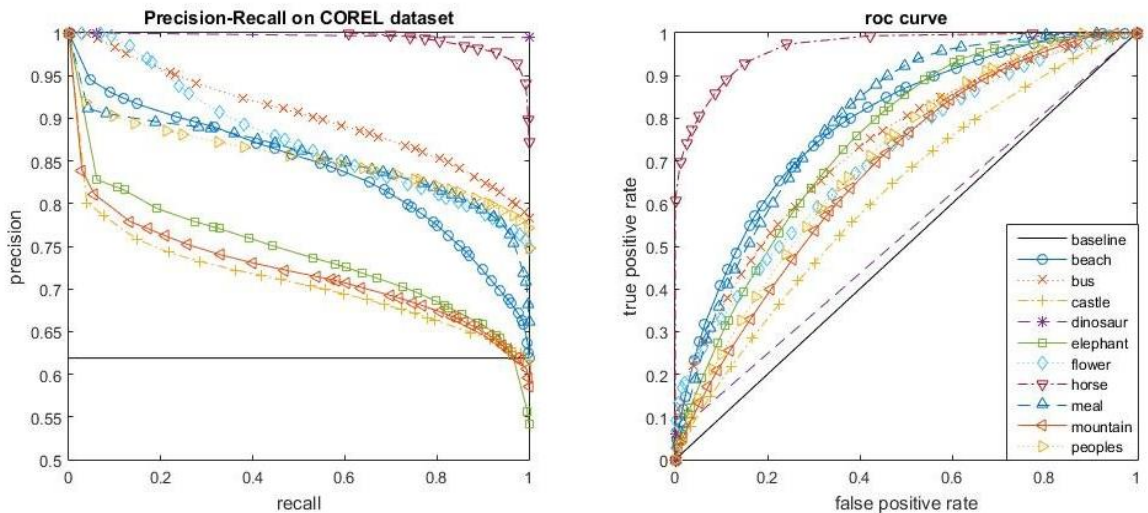 Precision-Recall on COREL dataset
1
0.95
0.9
0.85
0.8
0.75
0.7
0.65
0.6
0.55
0.5
precision
0
0.2
0.4
0.6
0.8
1
recall
roc curve
1
0.9
0.8
0.7
0.6
0.5
0.4
0.3
0.2
0.1
0
true positive rate
0
0.2
0.4
0.6
0.8
1
false positive rate
baseline
beach
bus
castle
dinosaur
elephant
flower
horse
meal
mountain
peoples